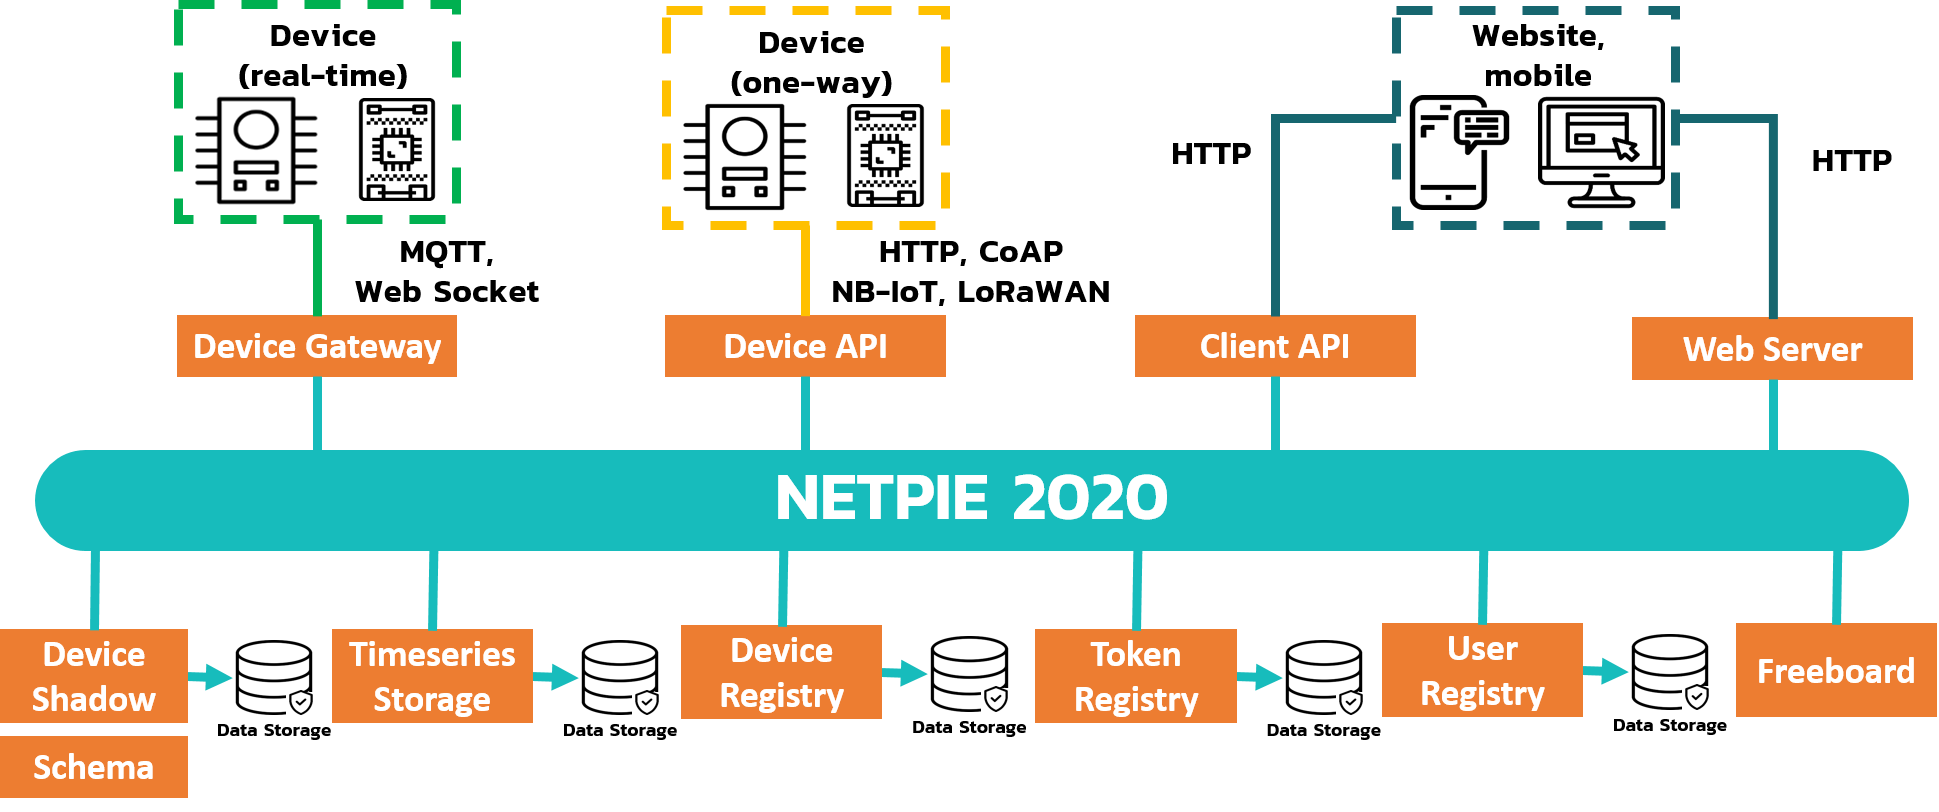 Device
(real-time)
Device
(one-way)
Website,
mobile
HTTP
HTTP
MQTT,
Web Socket
HTTP, CoAP
NB-IoT, LoRaWAN
Device Gateway
Device API
Client API
Web Server
NETPIE 2020
Device
Shadow
Data Storage
Timeseries
Storage
Data Storage
Device
Registry
Data Storage
Token
Registry
Data Storage
User
Registry
Data Storage
Freeboard
Schema